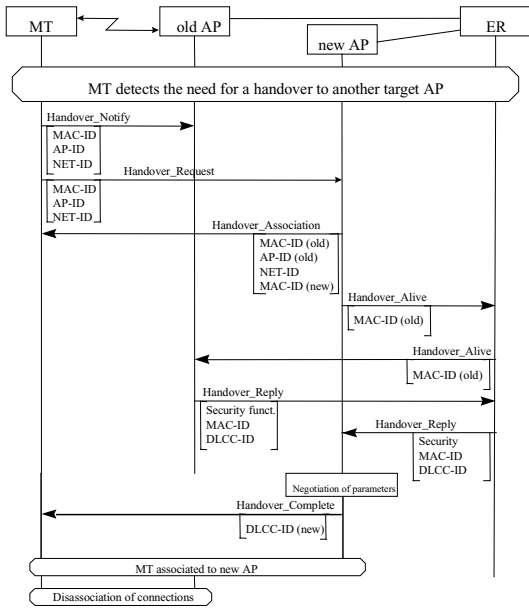 MT
old AP
new AP
ER
MT detects the need for a handover to another target AP
Handover_Notify
MAC-ID
AP-ID
NET-ID
Handover_Request
MAC-ID
AP-ID
NET-ID
Handover_Association
MAC-ID (old)
AP-ID (old)
NET-ID
MAC-ID (new)
Handover_Alive
MAC-ID (old)
Handover_Alive
MAC-ID (old)
Handover_Reply
Security funct.
MAC-ID
DLCC-ID
Handover_Reply
Security
MAC-ID
DLCC-ID
Negotiation of parameters
Handover_Complete
DLCC-ID (new)
MT associated to new AP
Disassociation of connections